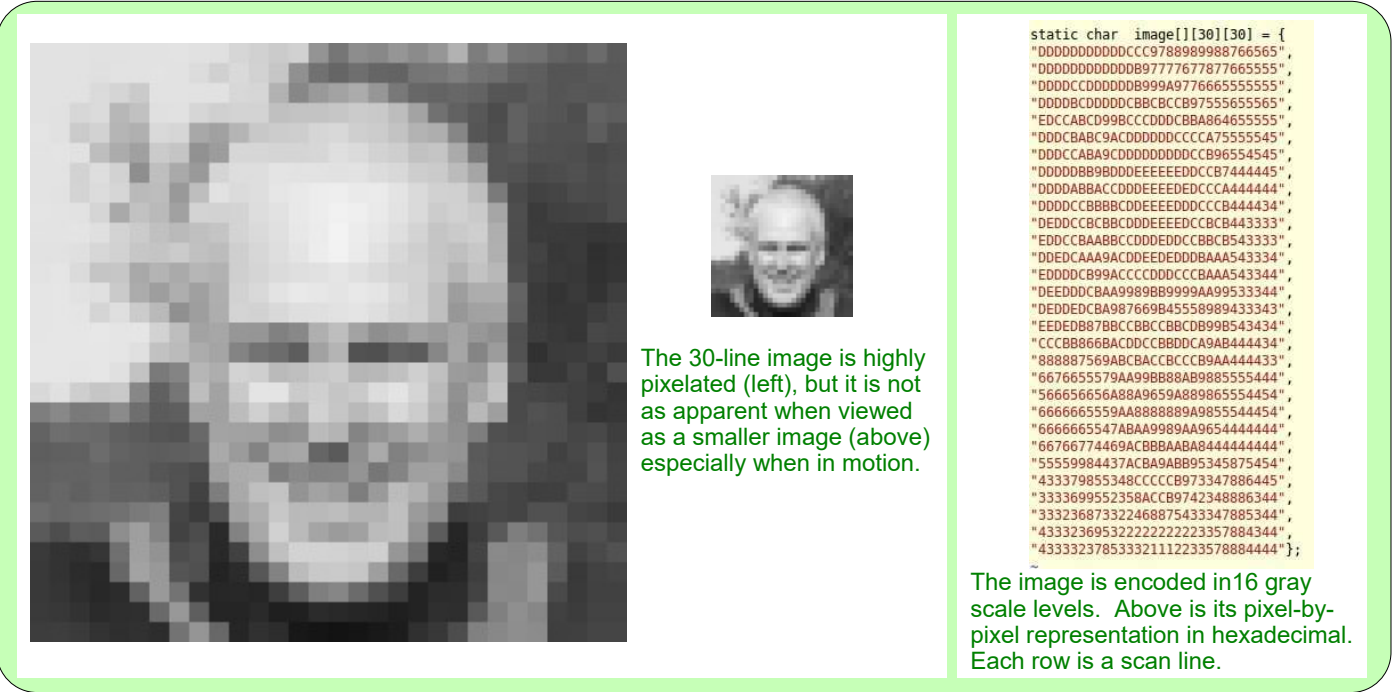 The 30-line image is highly
pixelated (left), but it is not
as apparent when viewed
as a smaller image (above)
especially when in motion.
static char  image[][30][30] = {
"DDDDDDDDDDDCCC9788989988766565",
"DDDDDDDDDDDDB97777677877665555",
"DDDDCCDDDDDDB999A9776665555555",
"DDDDBCDDDDDCBBCBCCB97555655565",
"EDCCABCD99BCCCDDDCBBA864655555",
"DDDCBABC9ACDDDDDDCCCCA75555545",
"DDDCCABA9CDDDDDDDDDCCB96554545",
"DDDDDBB9BDDDEEEEEEDDCCB7444445",
"DDDDABBACCDDDEEEEDEDCCCA444444",
"DDDDCCBBBBCDDEEEEDDDCCCB444434",
"DEDDCCBCBBCDDDEEEEDCCBCB443333",
"EDDCCBAABBCCDDDEDDCCBBCB543333",
"DDEDCAAA9ACDDEEDEDDDBAAA543334",
"EDDDDCB99ACCCCDDDCCCBAAA543344",
"DEEDDDCBAA9989BB9999AA99533344",
"DEDDEDCBA987669B45558989433343",
"EEDEDB87BBCCBBCCBBCDB99B543434",
"CCCBB866BACDDCCBBDDCA9AB444434",
"888887569ABCBACCBCCCB9AA444433",
"6676655579AA99BB88AB9885555444",
"566656656A88A9659A889865554454",
"6666665559AA8888889A9855544454",
"6666665547ABAA9989AA9654444444",
"66766774469ACBBBAABA8444444444",
"55559984437ACBA9ABB95345875454",
"433379855348CCCCCB973347886445",
"3333699552358ACCB9742348886344",
"333236873322468875433347885344",
"433323695322222222223357884344",
"433332378533321112233578884444"};
~
The image is encoded in16 gray
scale levels.  Above is its pixel-by-
pixel representation in hexadecimal.
Each row is a scan line.